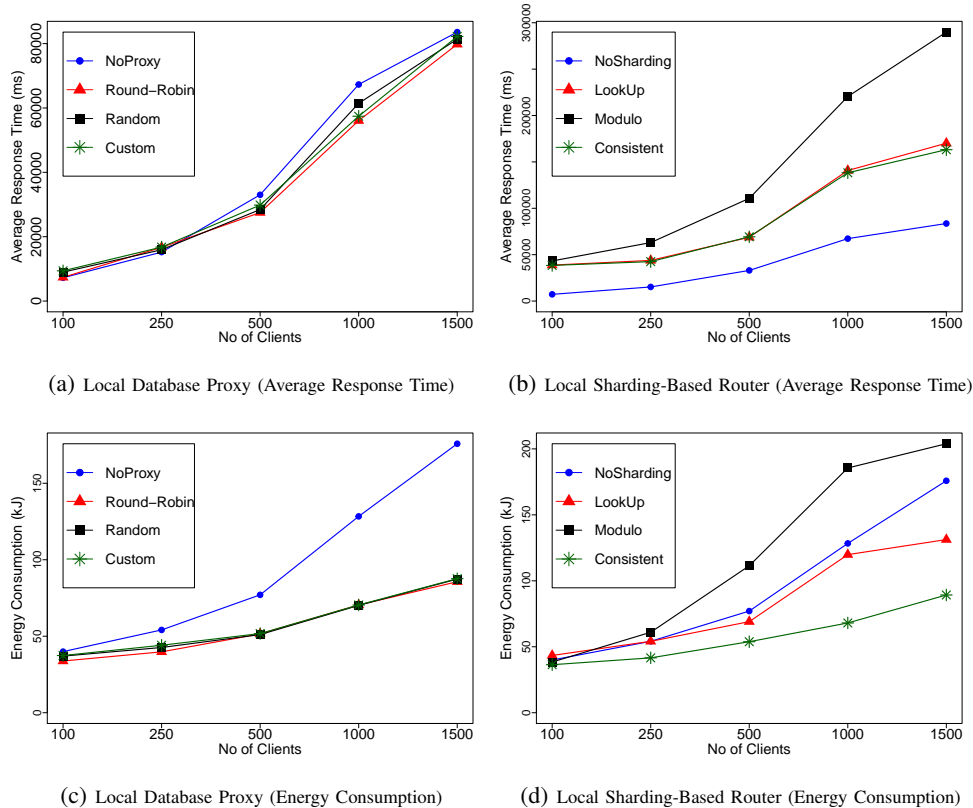 Average Response Time (ms)
0
20000
40000
60000
80000
NoProxy
Round−Robin
Random
Custom
100
250
500
1000
1500
No of Clients
(a) Local Database Proxy (Average Response Time)
Average Response Time (ms)
0
50000
100000
200000
300000
NoSharding
LookUp
Modulo
Consistent
100
250
500
1000
1500
No of Clients
(b) Local Sharding-Based Router (Average Response Time)
Energy Consumption (kJ)
0
50
100
150
NoProxy
Round−Robin
Random
Custom
100
250
500
1000
1500
No of Clients
(c) Local Database Proxy (Energy Consumption)
Energy Consumption (kJ)
0
50
100
150
200
NoSharding
LookUp
Modulo
Consistent
100
250
500
1000
1500
No of Clients
(d) Local Sharding-Based Router (Energy Consumption)